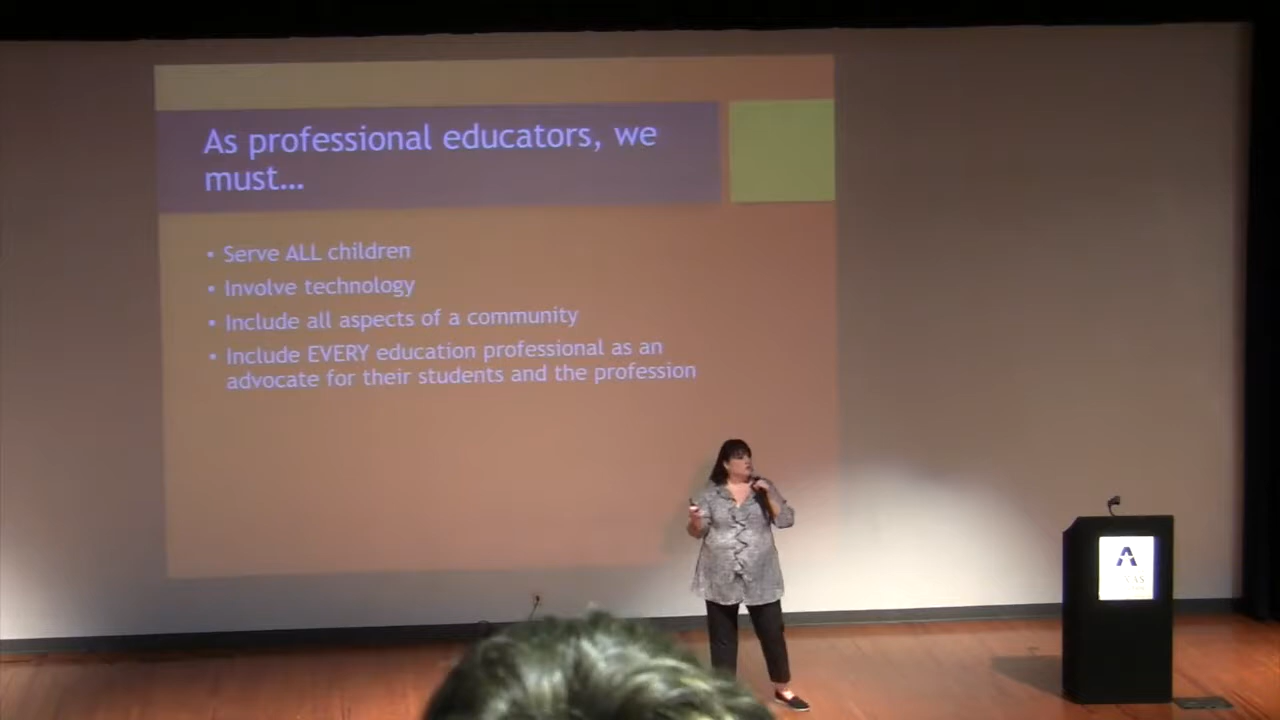 As professional educators, we
must...
• Serve ALL children
• Involve technology
• Include all aspects of a community
• Include EVERY education professional as an
advocate for their students and the profession